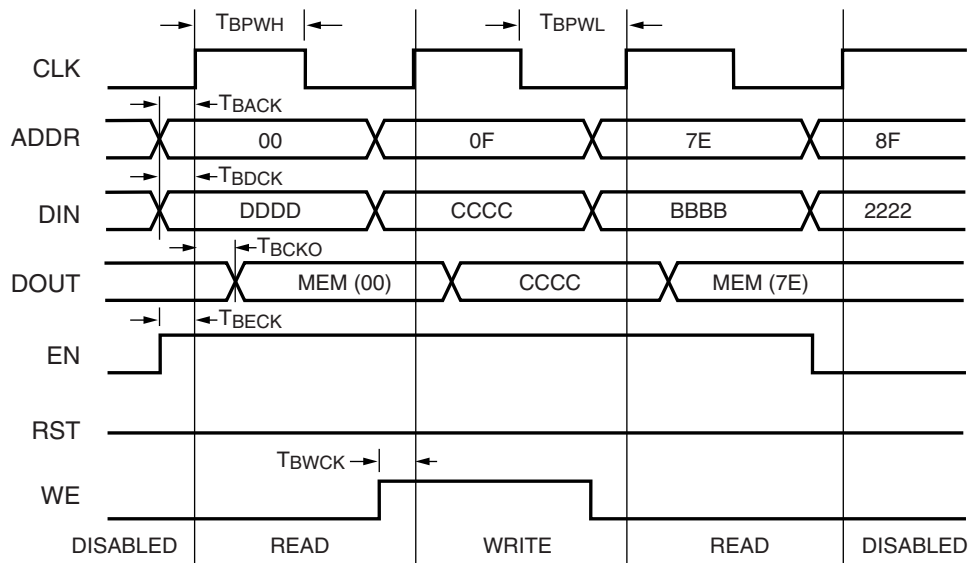 TBPWH TBPWL
CLK
TBACK
ADDR 00 0F 7E 8F
TBDCK
DIN DDDD CCCC BBBB 2222
TBCKO
DOUT MEM (00) CCCC MEM (7E)
TBECK
EN
RST
TBWCK
WE
DISABLED READ WRITE READ DISABLED